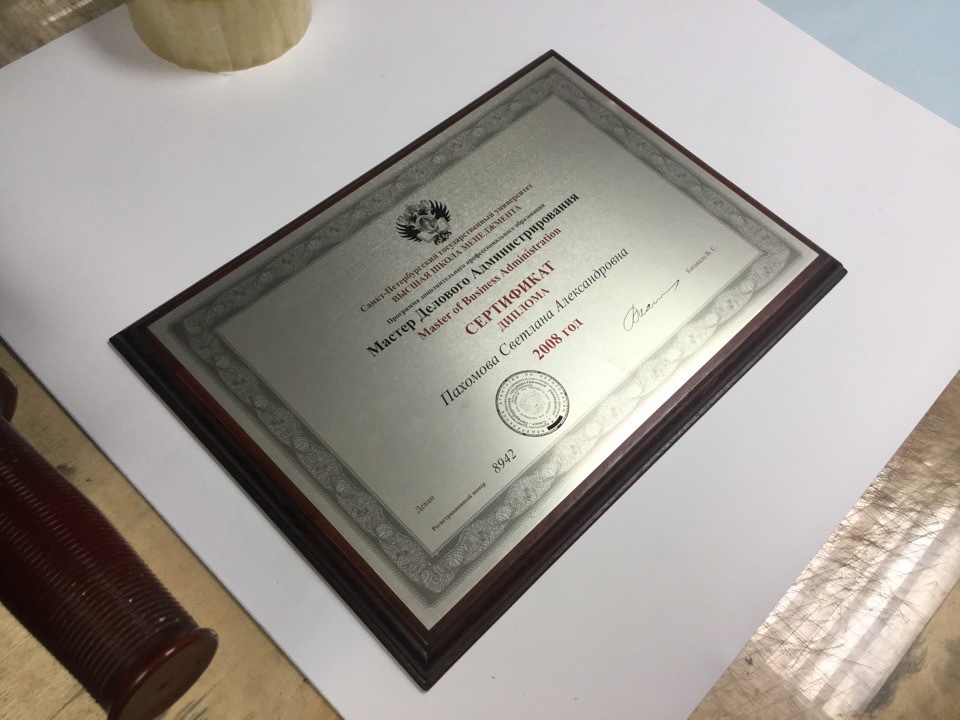 Санкт-Петербургский государственный университет
ВЫСШАЯ ШКОЛА МЕНЕДЖМЕНТА
Программа дополнительного профессионального образования
Мастер Делового Администрирования
Master of Business Administration
СЕРТИФИКАТ
ДИПЛОМА
Пахомова Светлана Александровна
2008 год
Декан
Регистрационный номер 8942